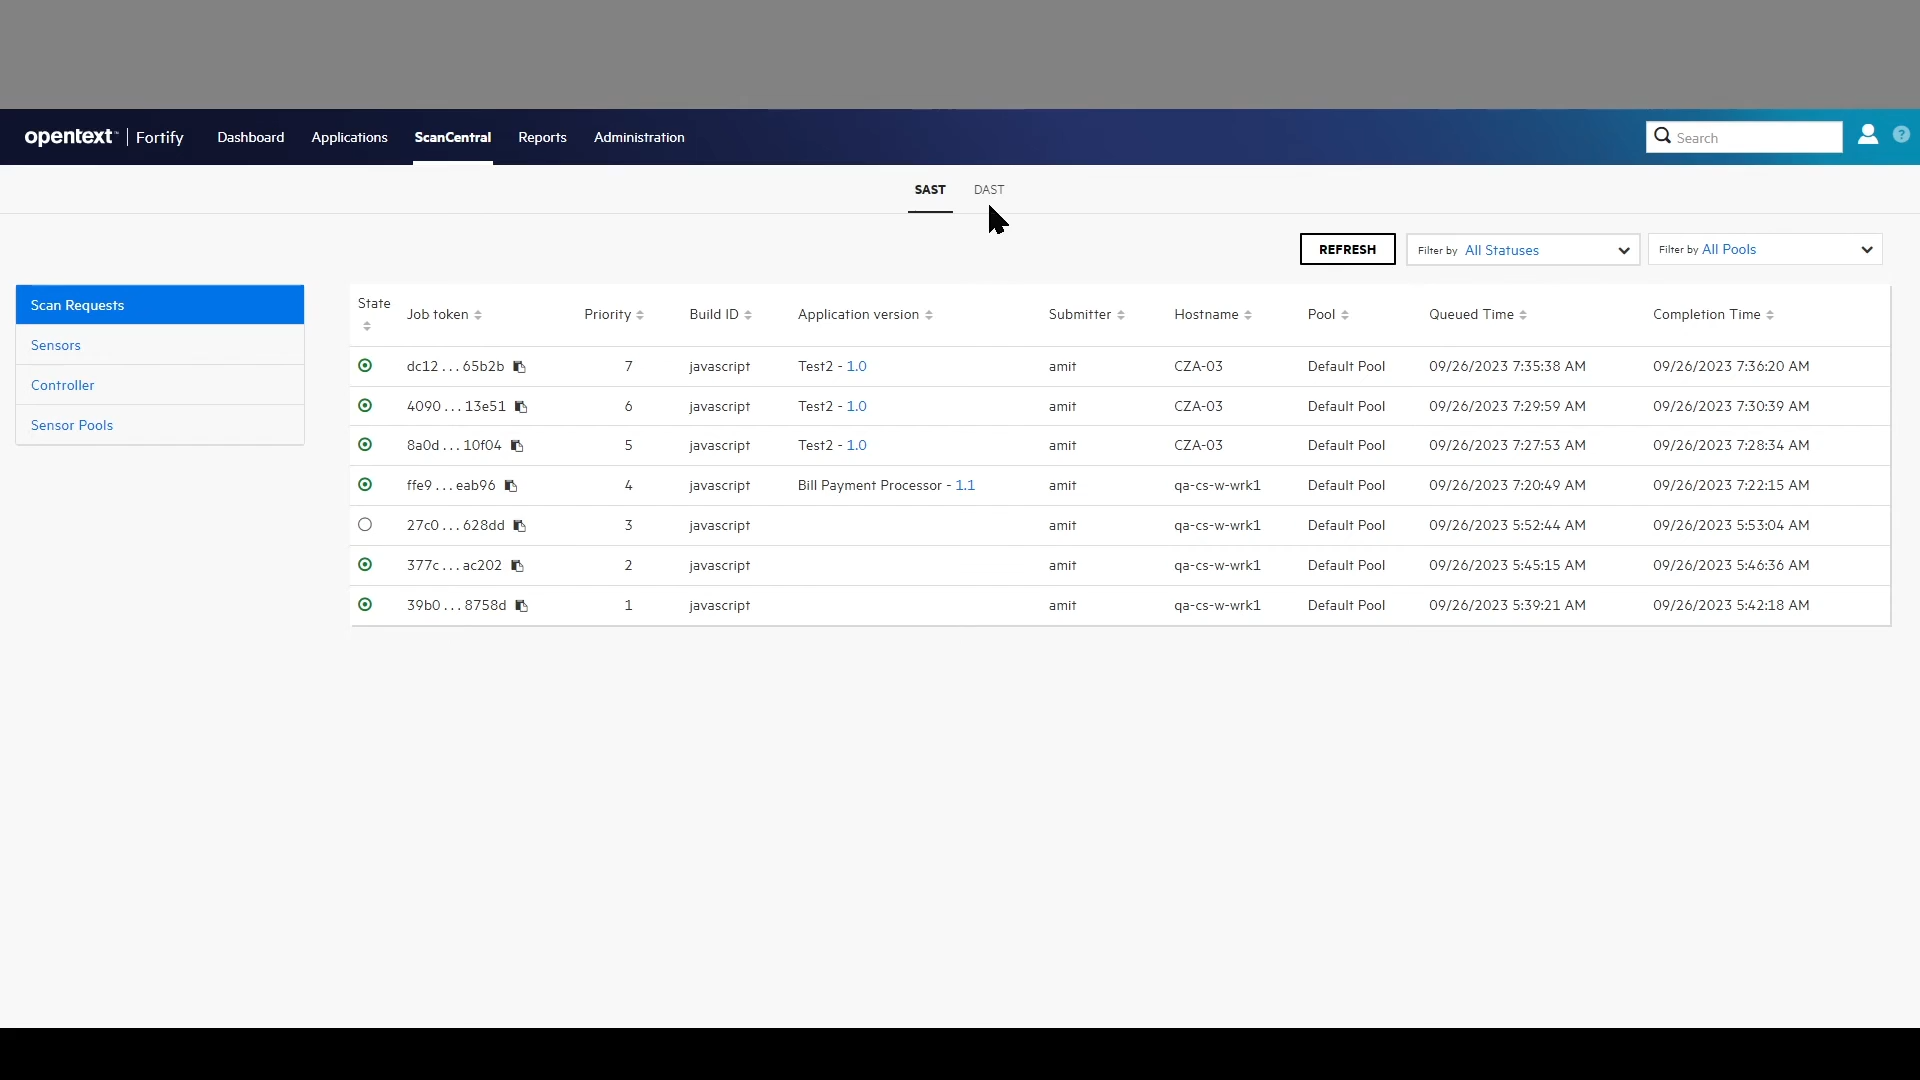 opentext™ | Fortify Dashboard Applications ScanCentral Reports Administration Search ?
SAST DAST
REFRESH Filter by All Statuses Filter by All Pools
Scan Requests
Sensors
Controller
Sensor Pools
State Job token Priority Build ID Application version Submitter Hostname Pool Queued Time Completion Time
dc12...65b2b 7 javascript Test2 - 1.0 amit CZA-03 Default Pool 09/26/2023 7:35:38 AM 09/26/2023 7:36:20 AM
4090...13e51 6 javascript Test2 - 1.0 amit CZA-03 Default Pool 09/26/2023 7:29:59 AM 09/26/2023 7:30:39 AM
8a0d...10f04 5 javascript Test2 - 1.0 amit CZA-03 Default Pool 09/26/2023 7:27:53 AM 09/26/2023 7:28:34 AM
ffe9...eab96 4 javascript Bill Payment Processor - 1.1 amit qa-cs-w-wrk1 Default Pool 09/26/2023 7:20:49 AM 09/26/2023 7:22:15 AM
27c0...628dd 3 javascript amit qa-cs-w-wrk1 Default Pool 09/26/2023 5:52:44 AM 09/26/2023 5:53:04 AM
377c...ac202 2 javascript amit qa-cs-w-wrk1 Default Pool 09/26/2023 5:45:15 AM 09/26/2023 5:46:36 AM
39b0...8758d 1 javascript amit qa-cs-w-wrk1 Default Pool 09/26/2023 5:39:21 AM 09/26/2023 5:42:18 AM